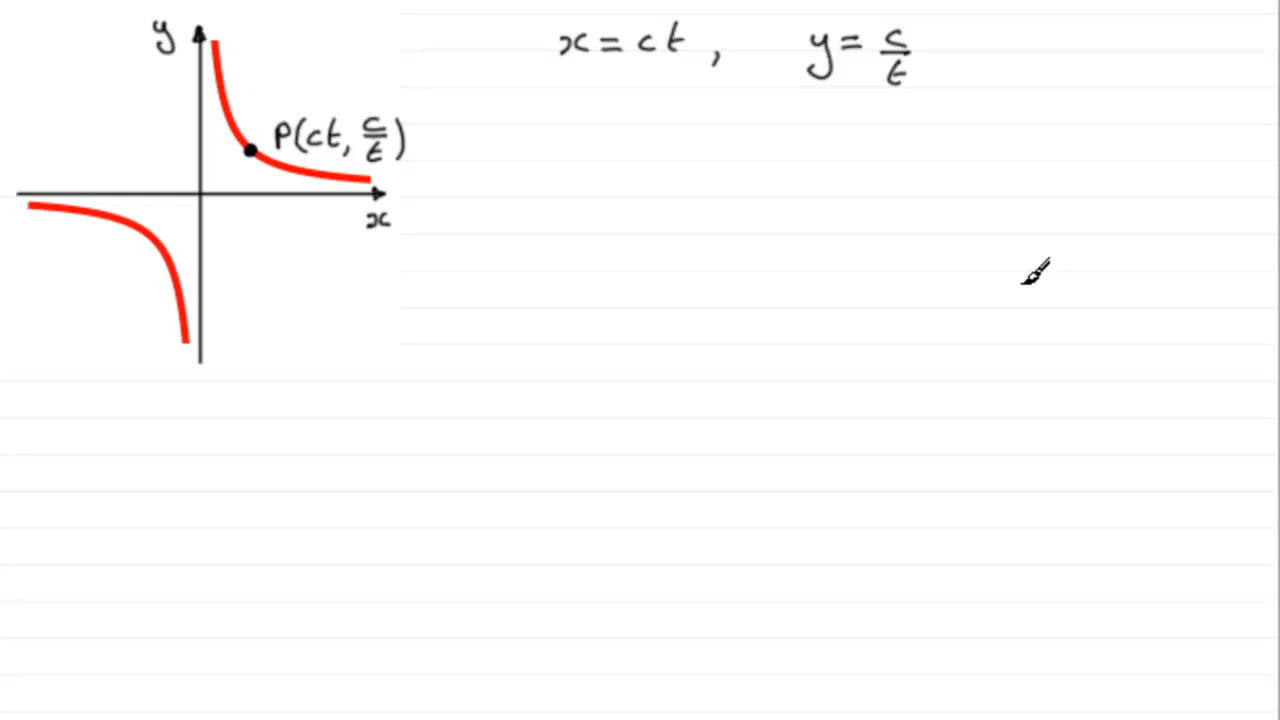 y
x = ct , y = c/t
P(ct, c/t)
x